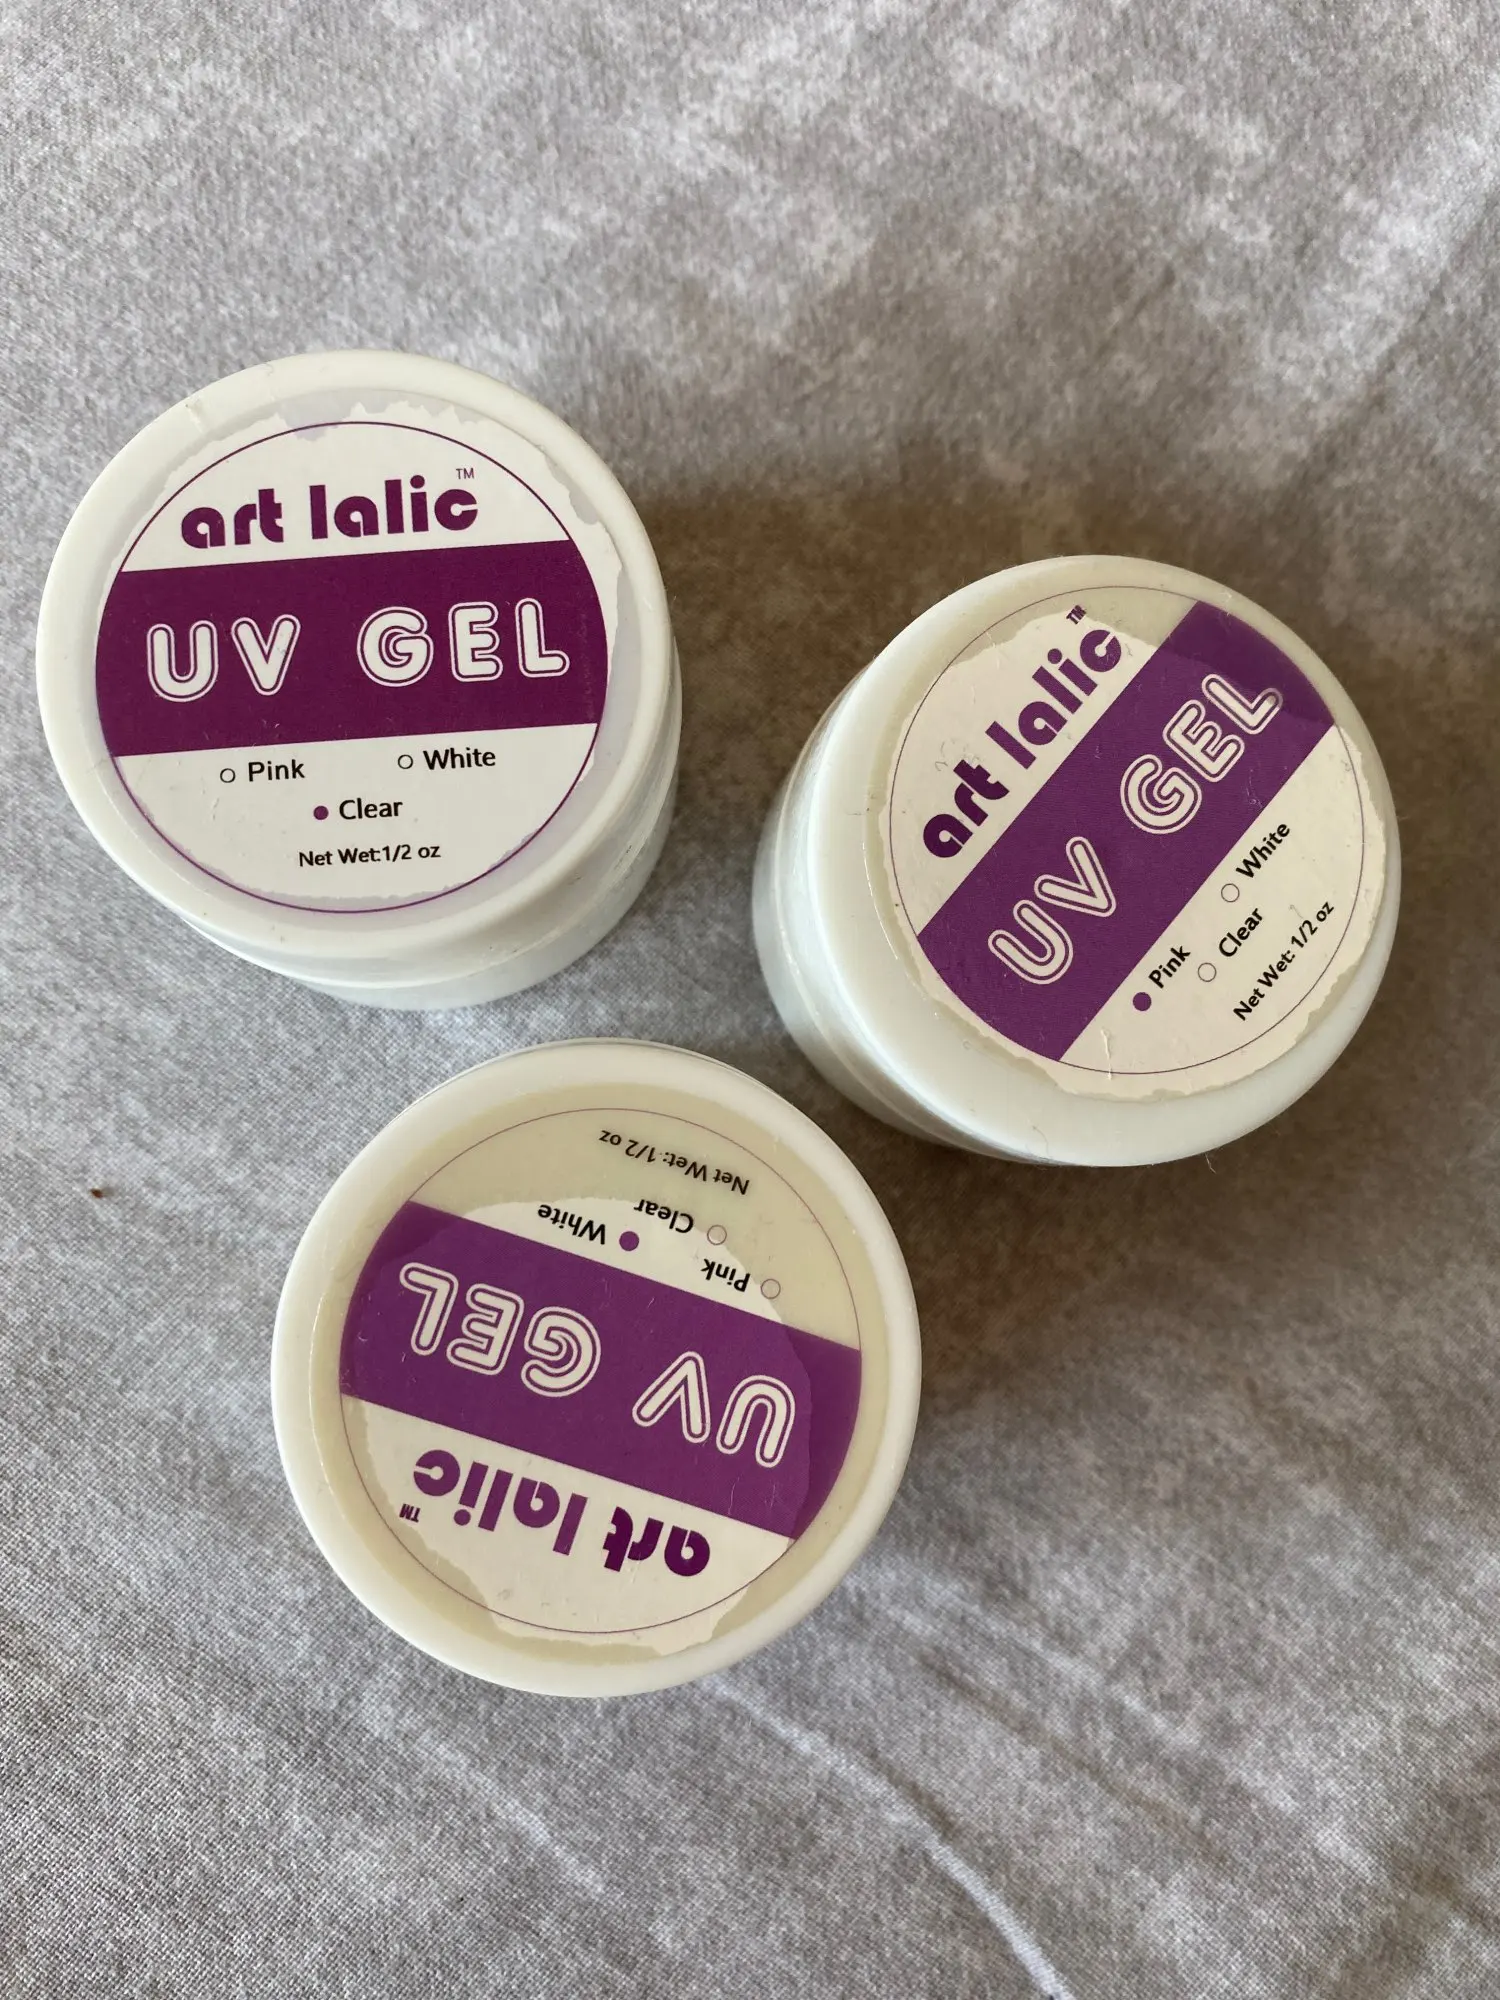 art lalic™
UV GEL
○ Pink ○ White
● Clear
Net Wet:1/2 oz
art lalic™
UV GEL
● Pink ○ White
○ Clear
Net Wet: 1/2 oz
art lalic™
UV GEL
○ Pink ● White
○ Clear
Net Wet: 1/2 oz